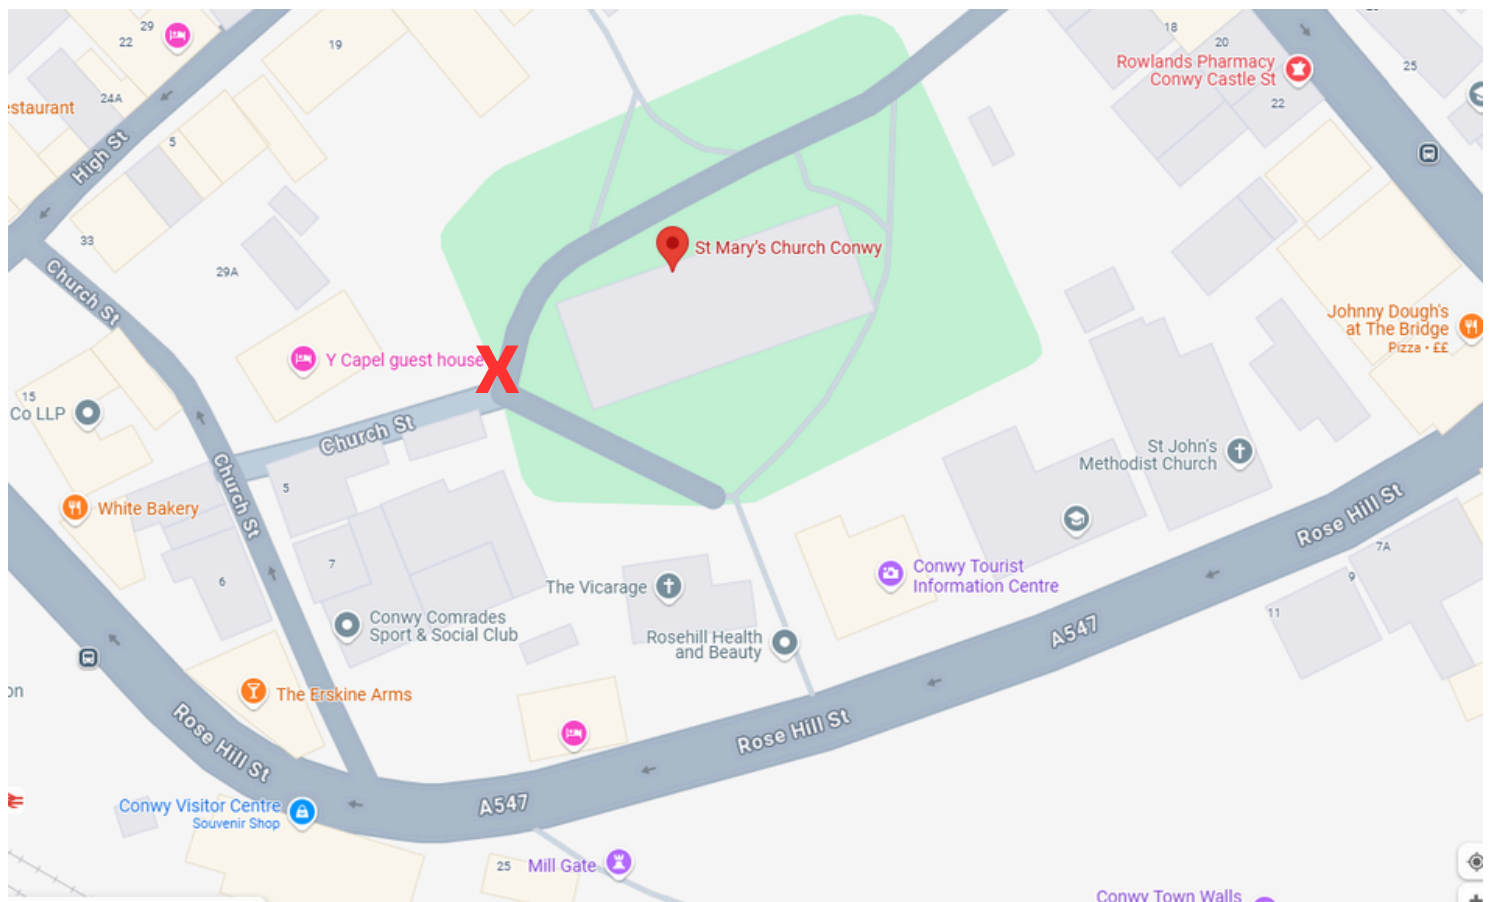 29
22
19
18
20
25
Rowlands Pharmacy
Conwy Castle St
22
24A
staurant
High St
5
33
29A
Church St
St Mary's Church Conwy
Johnny Dough's
at The Bridge
Pizza • ££
Y Capel guest house
X
15
Co LLP
Church St
St John's
Methodist Church
5
Church St
White Bakery
Rose Hill St
7A
7
6
9
11
The Vicarage
Conwy Tourist
Information Centre
Conwy Comrades
Sport & Social Club
Rosehill Health
and Beauty
A547
on
The Erskine Arms
Rose Hill St
Rose Hill St
A547
Conwy Visitor Centre
Souvenir Shop
25
Mill Gate
Conwy Town Walls